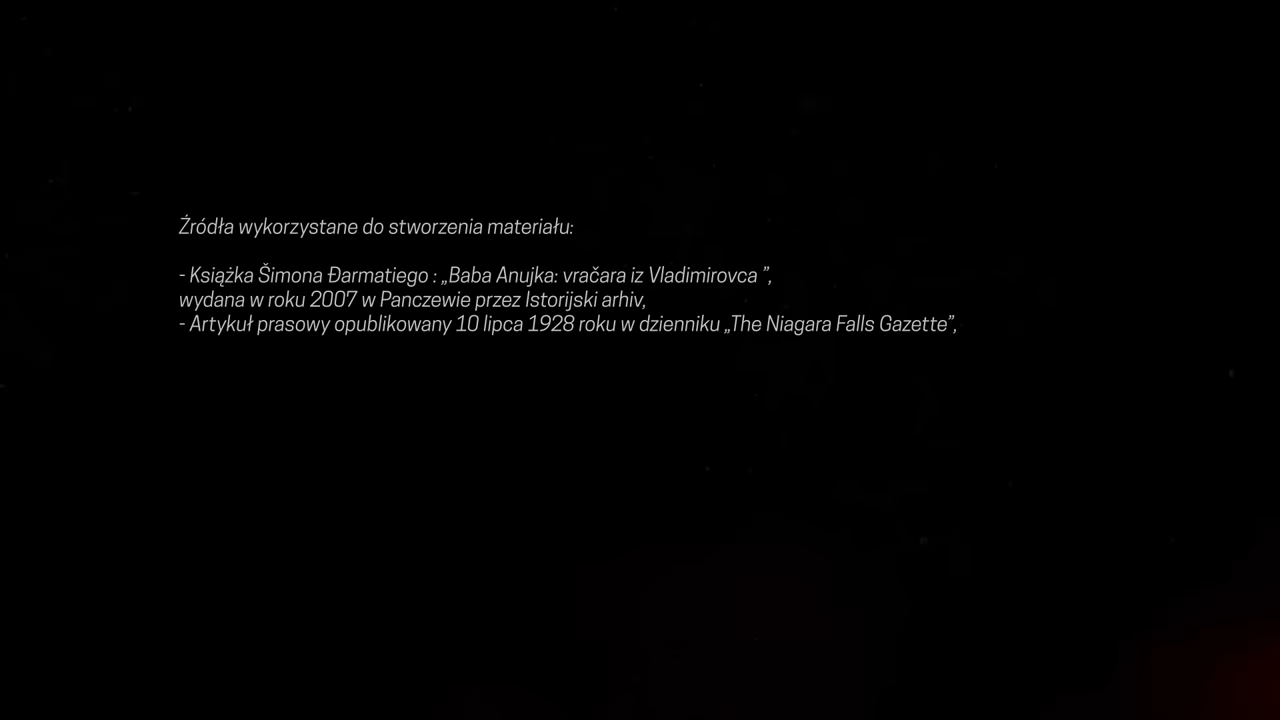 Źródła wykorzystane do stworzenia materiału:
- Książka Šimona Đarmatiego : „Baba Anujka: vračara iz Vladimirovca ”,
wydana w roku 2007 w Panczewie przez Istorijski arhiv,
- Artykuł prasowy opublikowany 10 lipca 1928 roku w dzienniku „The Niagara Falls Gazette”,